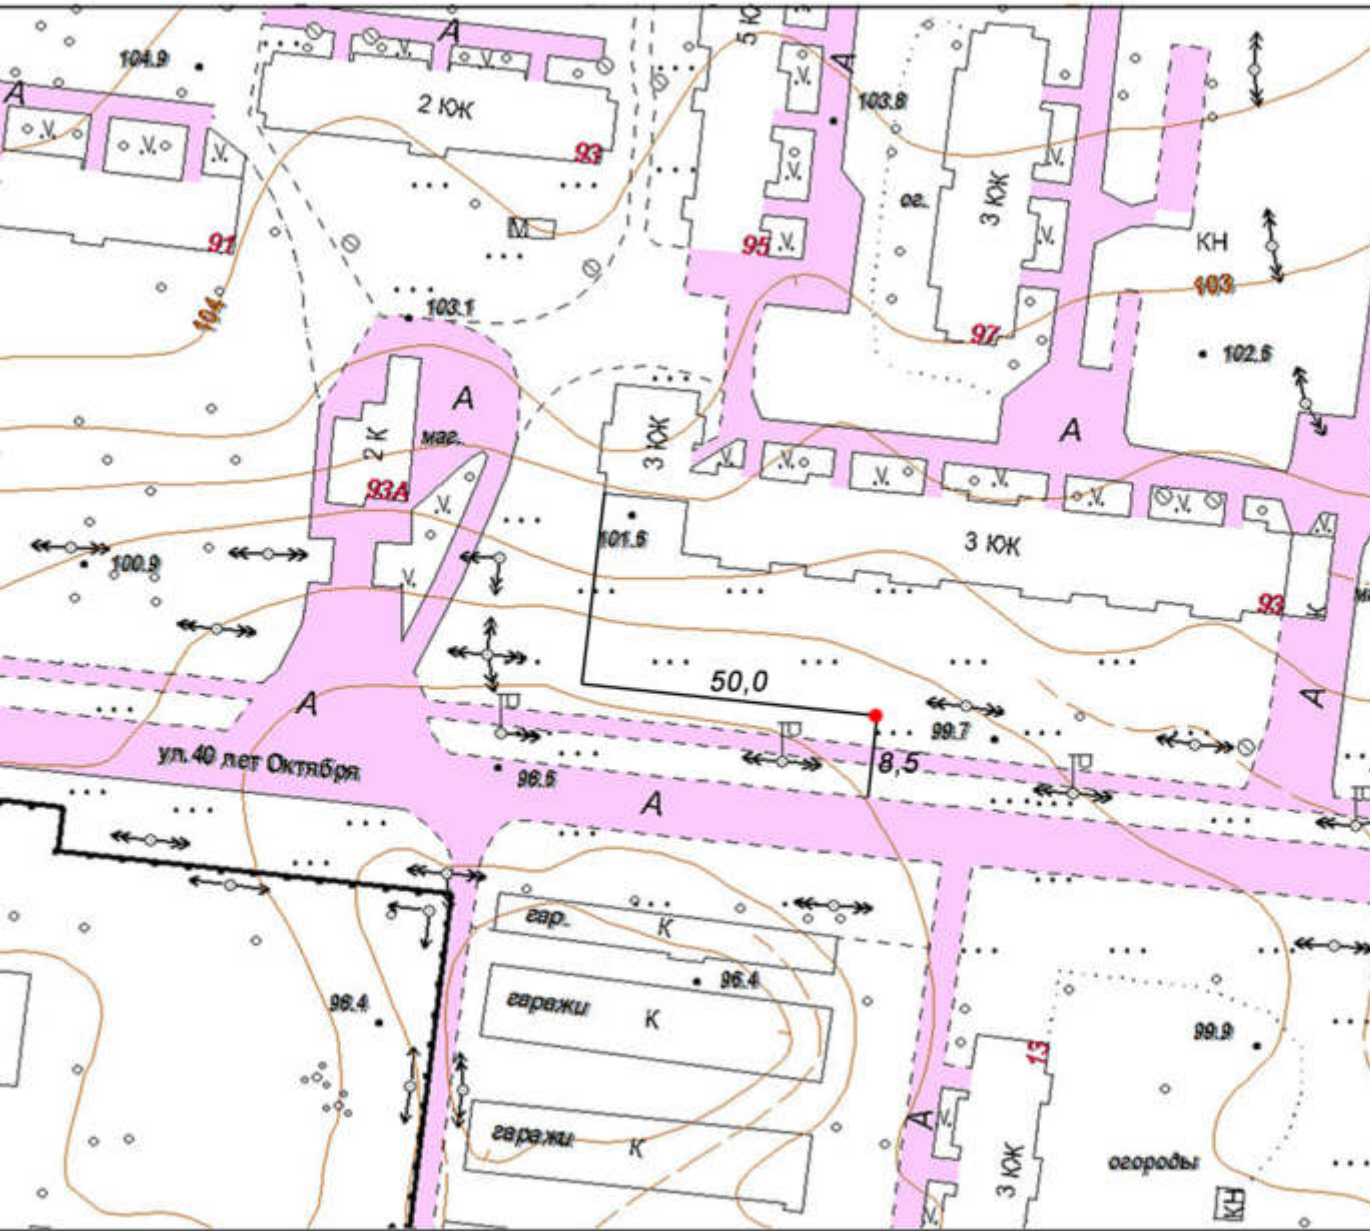 А
5 КЖ
З
104.9
А
А
2 КЖ
103.8
93
3 КЖ
ог.
М
91
95
КН
103
104
103.1
97
102.6
А
А
маг.
3 КЖ
2 К
93А
101.6
3 КЖ
100.9
93
К
50,0
А
А
99.7
ул. 40 лет Октября
8,5
96.5
А
гар.
К
96.4
гаражи
К
96.4
99.9
13
А
гаражи
К
3 КЖ
огороды
КН